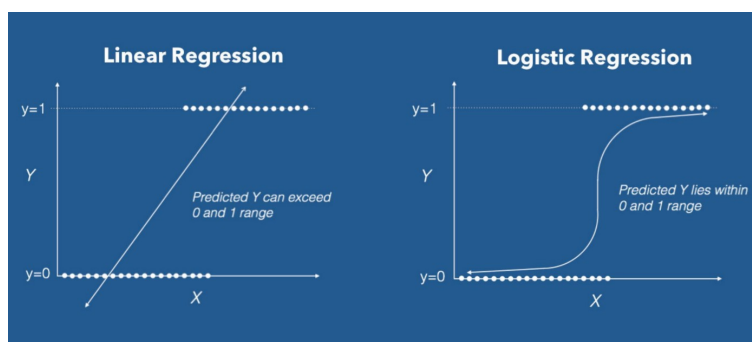 Linear Regression
y=1
Y
Predicted Y can exceed
0 and 1 range
y=0
X
Logistic Regression
y=1
Y
Predicted Y lies within
0 and 1 range
y=0
X